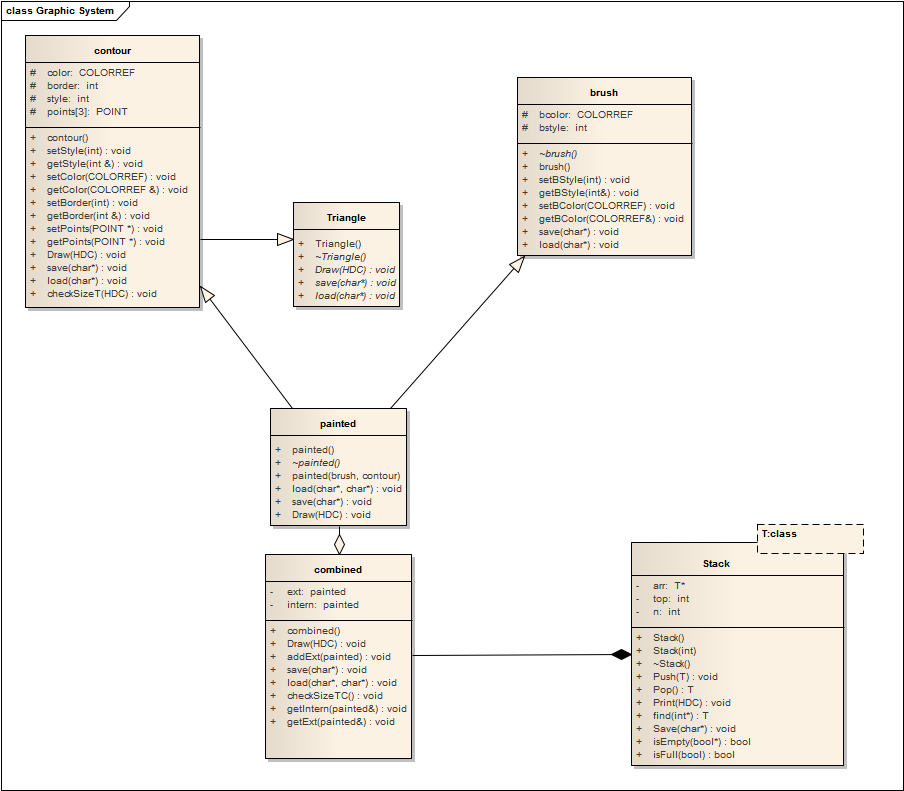 class Graphic System
contour
# color: COLORREF
# border: int
# style: int
# points[3]: POINT
+ contour()
+ setStyle(int) : void
+ getStyle(int &) : void
+ setColor(COLORREF) : void
+ getColor(COLORREF &) : void
+ setBorder(int) : void
+ getBorder(int &) : void
+ setPoints(POINT *) : void
+ getPoints(POINT *) : void
+ Draw(HDC) : void
+ save(char*) : void
+ load(char*) : void
+ checkSizeT(HDC) : void
brush
# bcolor: COLORREF
# bstyle: int
+ ~brush()
+ brush()
+ setBStyle(int) : void
+ getBStyle(int&) : void
+ setBColor(COLORREF) : void
+ getBColor(COLORREF&) : void
+ save(char*) : void
+ load(char*) : void
Triangle
+ Triangle()
+ ~Triangle()
+ Draw(HDC) : void
+ save(char*) : void
+ load(char*) : void
painted
+ painted()
+ ~painted()
+ painted(brush, contour)
+ load(char*, char*) : void
+ save(char*) : void
+ Draw(HDC) : void
combined
- ext: painted
- intern: painted
+ combined()
+ Draw(HDC) : void
+ addExt(painted) : void
+ save(char*) : void
+ load(char*, char*) : void
+ checkSizeTC() : void
+ getIntern(painted&) : void
+ getExt(painted&) : void
T:class
Stack
- arr: T*
- top: int
- n: int
+ Stack()
+ Stack(int)
+ ~Stack()
+ Push(T) : void
+ Pop() : T
+ Print(HDC) : void
+ find(int*) : T
+ Save(char*) : void
+ isEmpty(bool*) : bool
+ isFull(bool) : bool